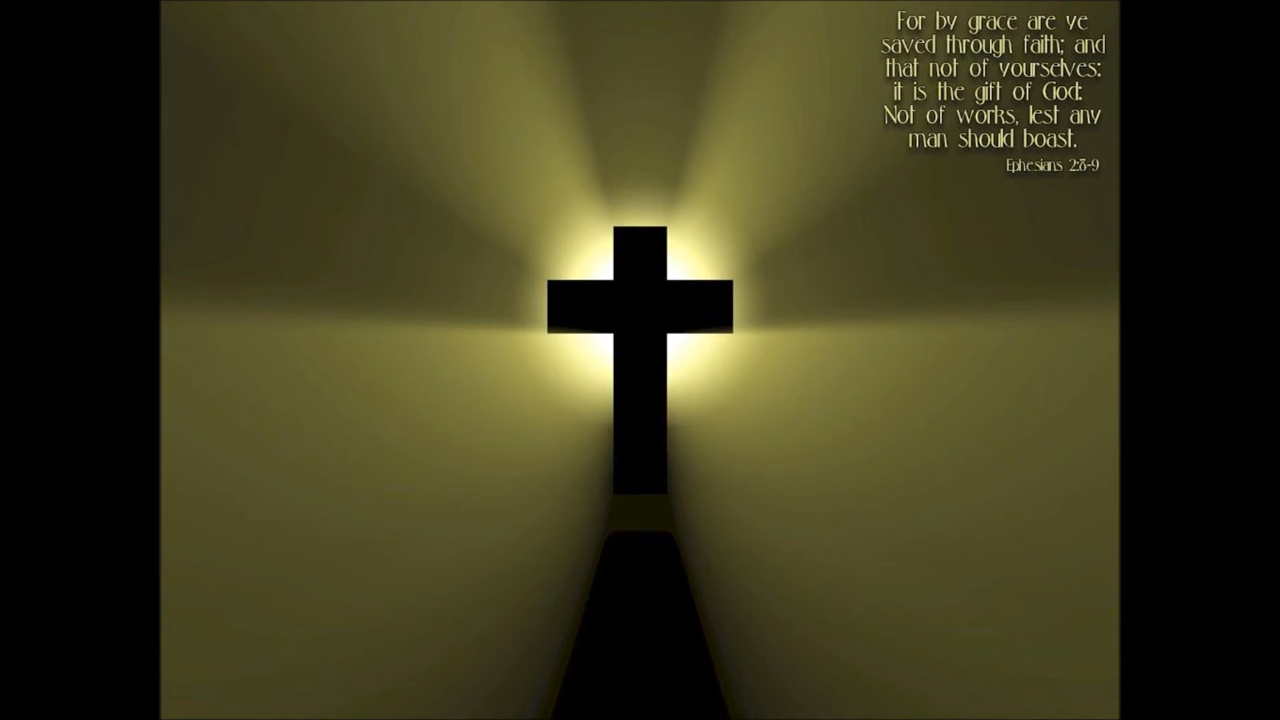 For by grace are ye
saved through faith; and
that not of yourselves:
it is the gift of God:
Not of works, lest any
man should boast.
Ephesians 2:8-9